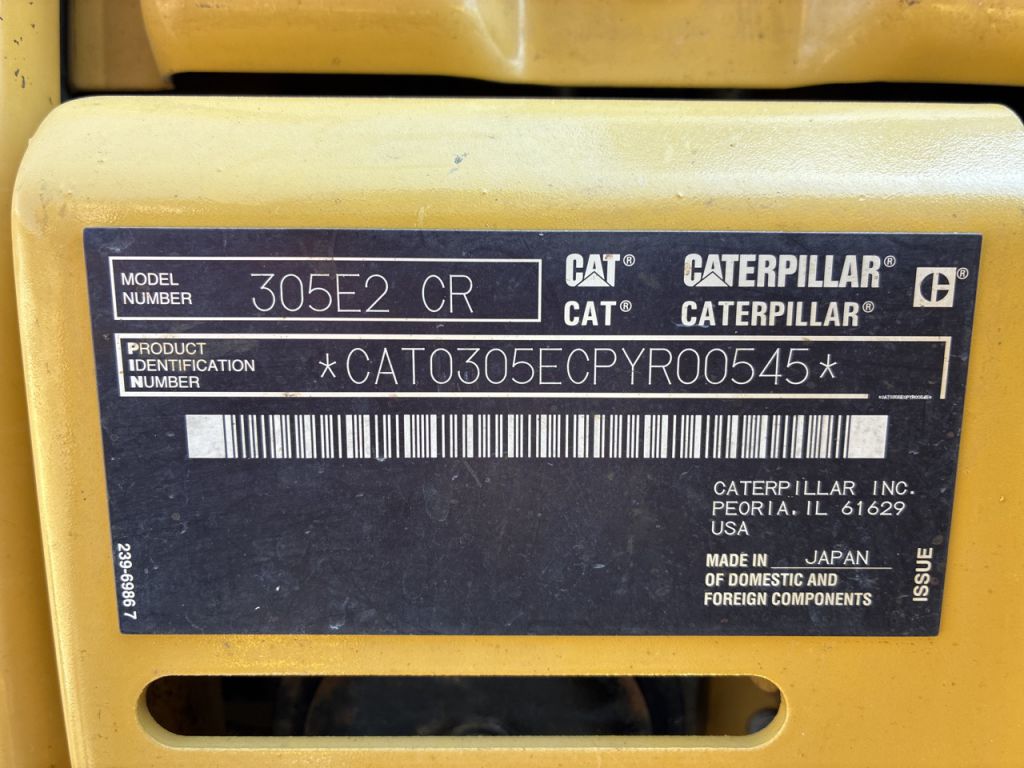 MODEL NUMBER 305E2 CR
CAT® CATERPILLAR® C®
CAT® CATERPILLAR®
PRODUCT IDENTIFICATION NUMBER *CAT0305ECPYR00545*
*CAT0305ECPYR00545*
CATERPILLAR INC.
PEORIA, IL 61629
USA
MADE IN JAPAN
OF DOMESTIC AND
FOREIGN COMPONENTS
ISSUE
239-6986 7